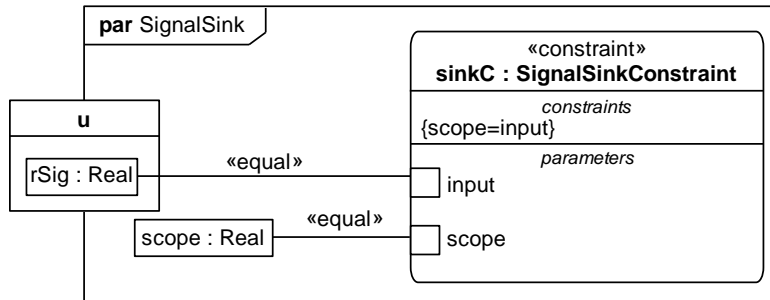 par SignalSink
«constraint»
sinkC : SignalSinkConstraint
constraints
{scope=input}
parameters
u
rSig : Real
«equal»
input
scope : Real
«equal»
scope